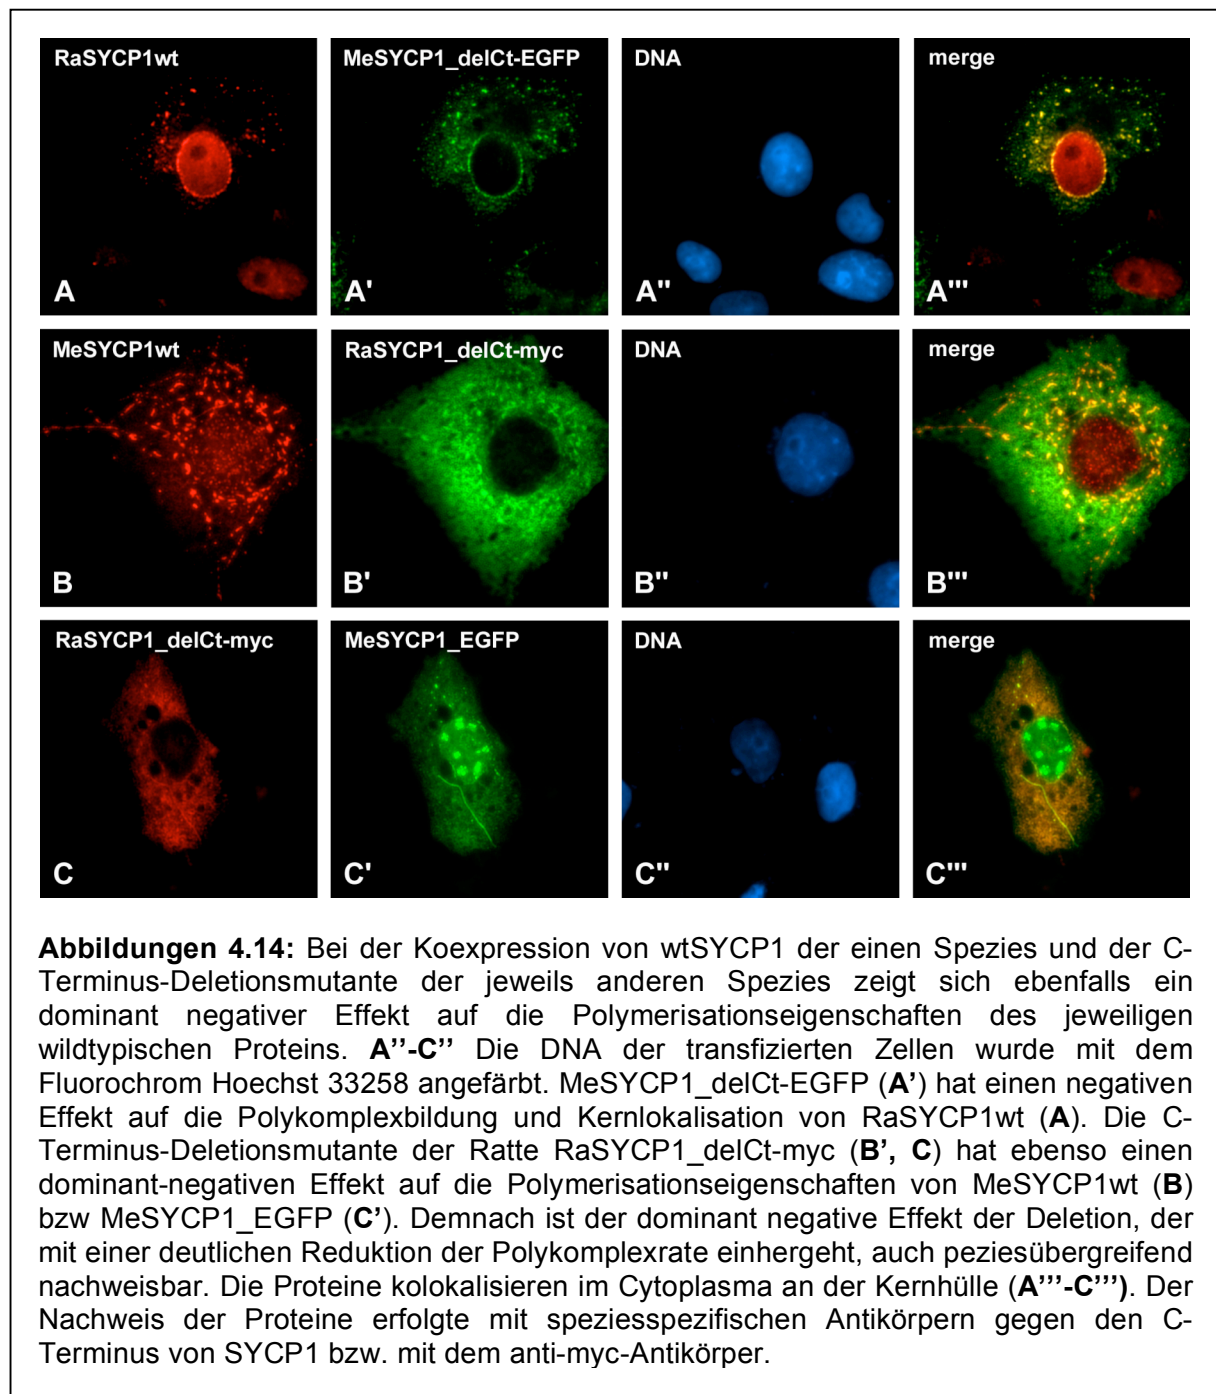 RaSYCP1wt MeSYCP1_delCt-EGFP DNA merge
A A' A'' A'''
MeSYCP1wt RaSYCP1_delCt-myc DNA merge
B B' B'' B'''
RaSYCP1_delCt-myc MeSYCP1_EGFP DNA merge
C C' C'' C'''
Abbildungen 4.14: Bei der Koexpression von wtSYCP1 der einen Spezies und der C-
Terminus-Deletionsmutante der jeweils anderen Spezies zeigt sich ebenfalls ein
dominant negativer Effekt auf die Polymerisationseigenschaften des jeweiligen
wildtypischen Proteins. A’’-C’’ Die DNA der transfizierten Zellen wurde mit dem
Fluorochrom Hoechst 33258 angefärbt. MeSYCP1_delCt-EGFP (A’) hat einen negativen
Effekt auf die Polykomplexbildung und Kernlokalisation von RaSYCP1wt (A). Die C-
Terminus-Deletionsmutante der Ratte RaSYCP1_delCt-myc (B’, C) hat ebenso einen
dominant-negativen Effekt auf die Polymerisationseigenschaften von MeSYCP1wt (B)
bzw MeSYCP1_EGFP (C’). Demnach ist der dominant negative Effekt der Deletion, der
mit einer deutlichen Reduktion der Polykomplexrate einhergeht, auch peziesübergreifend
nachweisbar. Die Proteine kolokalisieren im Cytoplasma an der Kernhülle (A’’’-C’’’). Der
Nachweis der Proteine erfolgte mit speziesspezifischen Antikörpern gegen den C-
Terminus von SYCP1 bzw. mit dem anti-myc-Antikörper.